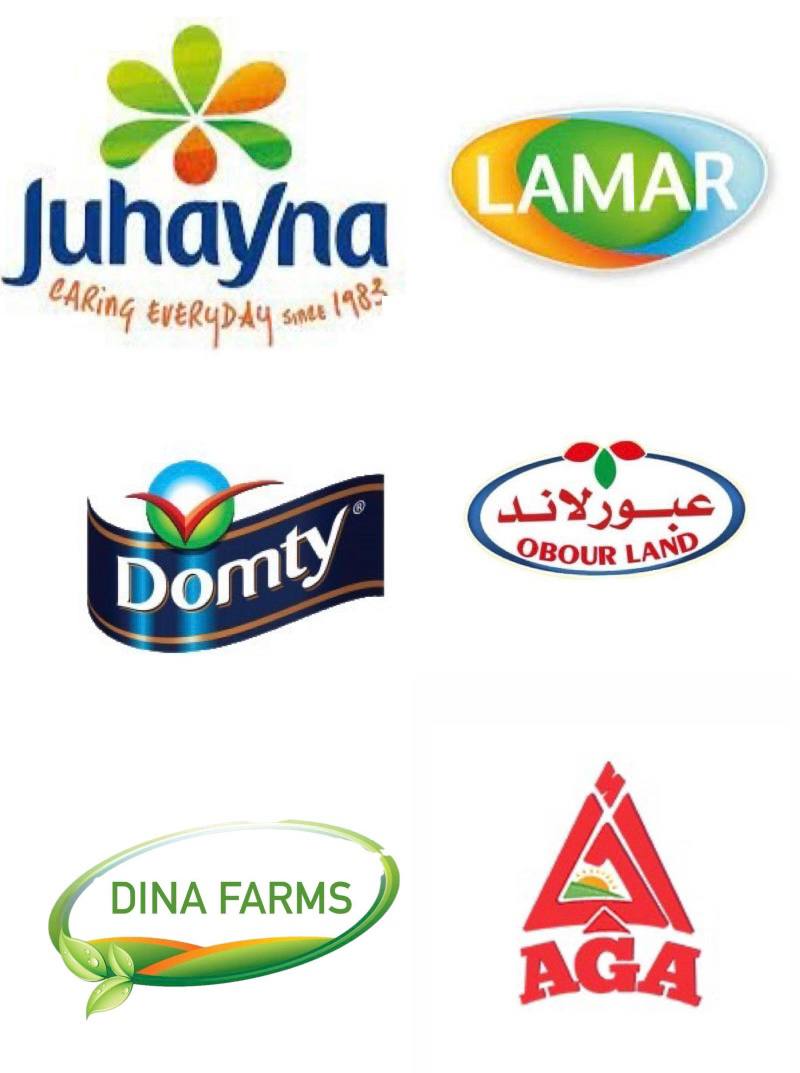 Juhayna
CARING EVERYDAY since 1983
LAMAR
Domty®
عبورلاند
OBOUR LAND
DINA FARMS
AGA